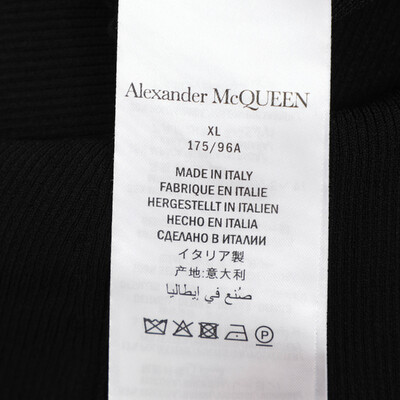 Alexander McQUEEN
XL
175/96A
MADE IN ITALY
FABRIQUE EN ITALIE
HERGESTELLT IN ITALIEN
HECHO EN ITALIA
СДЕЛАНО В ИТАЛИИ
イタリア製
产地:意大利
صُنع في إيطاليا
P